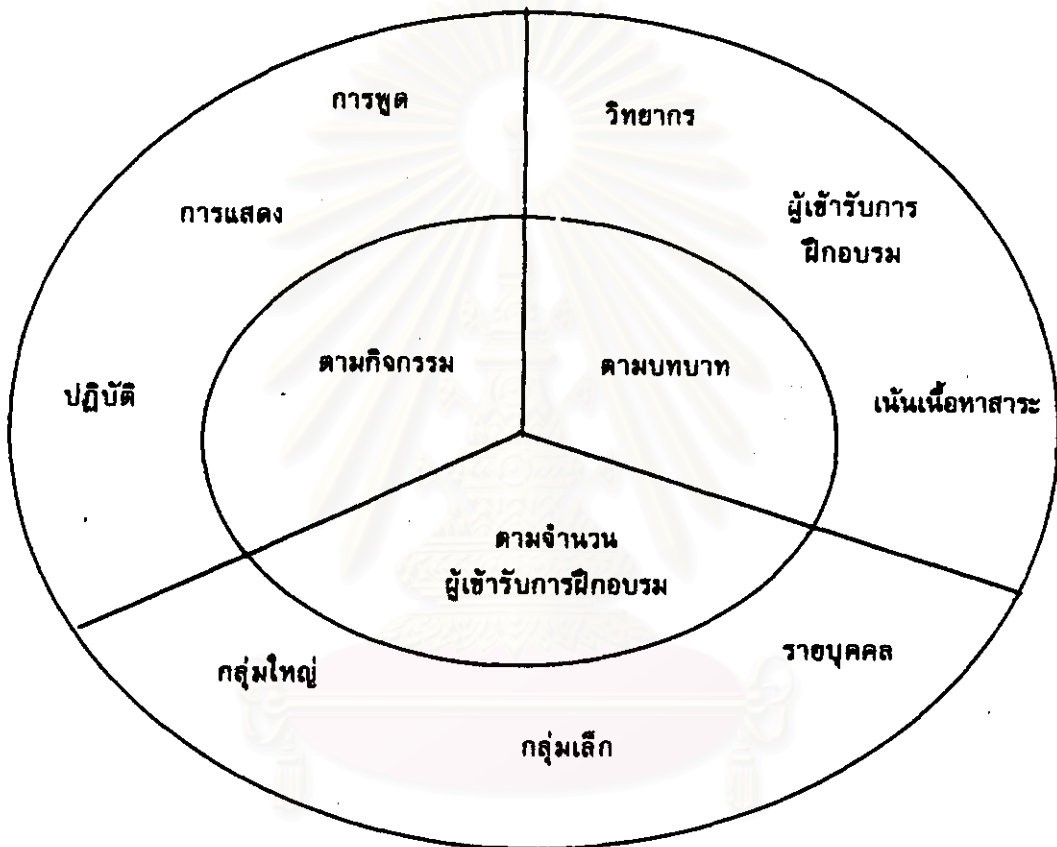 การพูด
วิทยากร
การแสดง
ผู้เข้ารับการ
ฝึกอบรม
ตามกิจกรรม
ตามบทบาท
ปฏิบัติ
เน้นเนื้อหาสาระ
ตามจำนวน
ผู้เข้ารับการฝึกอบรม
กลุ่มใหญ่
รายบุคคล
กลุ่มเล็ก